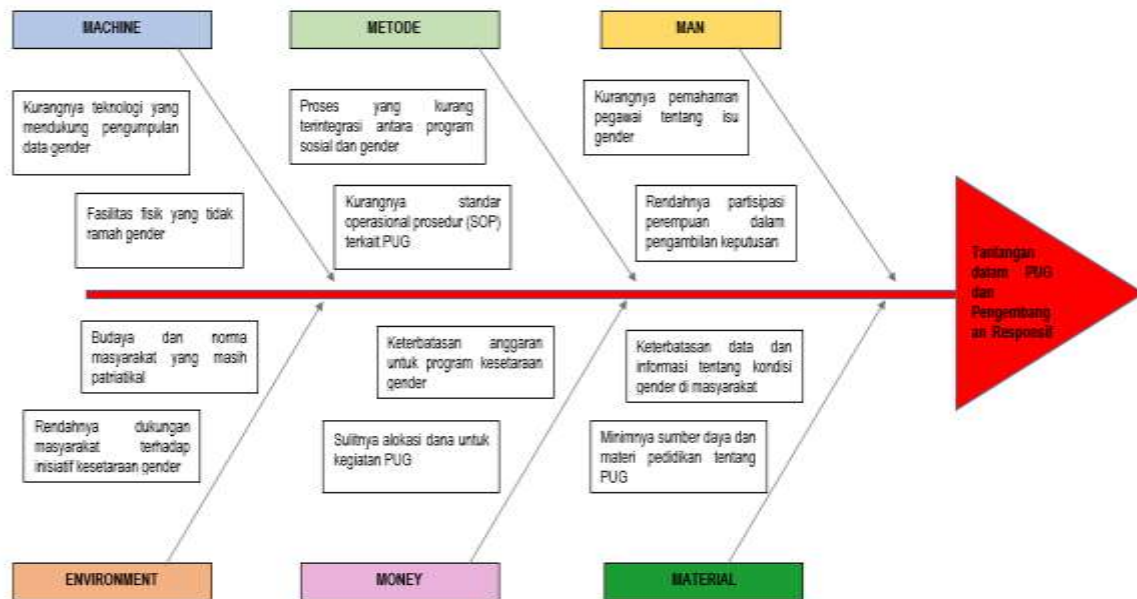 MACHINE
METODE
MAN
Kurangnya teknologi yang
mendukung pengumpulan
data gender
Proses yang kurang
terintegrasi antara program
sosial dan gender
Kurangnya pemahaman
pegawai tentang isu
gender
Fasilitas fisik yang tidak
ramah gender
Kurangnya standar
operasional prosedur (SOP)
terkait PUG
Rendahnya partisipasi
perempuan dalam
pengambilan keputusan
Tantangan
dalam PUG
dan
Pengembang
an Responsif
Budaya dan norma
masyarakat yang masih
patriatikal
Keterbatasan anggaran
untuk program kesetaraan
gender
Keterbatasan data dan
informasi tentang kondisi
gender di masyarakat
Rendahnya dukungan
masyarakat terhadap
inisiatif kesetaraan gender
Sulitnya alokasi dana untuk
kegiatan PUG
Minimnya sumber daya dan
materi pedidikan tentang
PUG
ENVIRONMENT
MONEY
MATERIAL